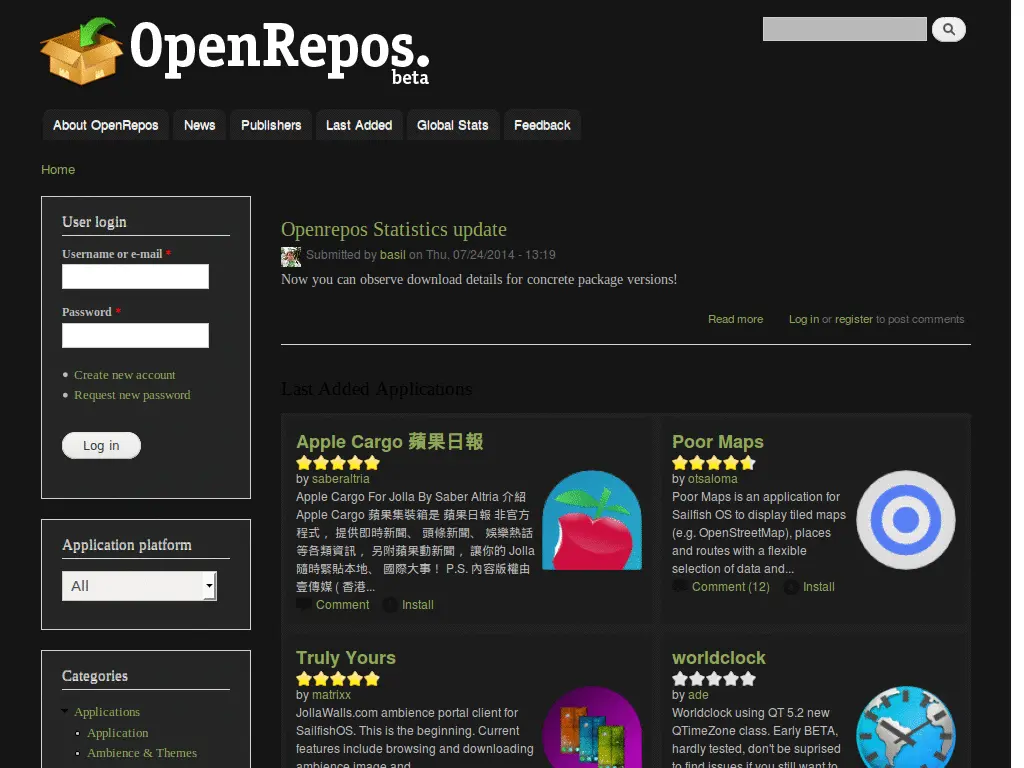 OpenRepos.
beta
About OpenRepos
News
Publishers
Last Added
Global Stats
Feedback
Home
User login
Username or e-mail *
Password *
Create new account
Request new password
Log in
Application platform
All
Categories
Applications
Application
Ambience & Themes
Openrepos Statistics update
Submitted by basil on Thu, 07/24/2014 - 13:19
Now you can observe download details for concrete package versions!
Read more
Log in or register to post comments
Last Added Applications
Apple Cargo 蘋果日報
by saberaltria
Apple Cargo For Jolla By Saber Altria 介紹
Apple Cargo 蘋果集裝箱是 蘋果日報 非官方
程式， 提供即時新聞、 頭條新聞、 娛樂熱話
等各類資訊， 另附蘋果動新聞， 讓你的 Jolla
隨時緊貼本地、 國際大事！ P.S. 內容版權由
壹傳媒 ( 香港...
Comment
Install
Poor Maps
by otsaloma
Poor Maps is an application for
Sailfish OS to display tiled maps
(e.g. OpenStreetMap), places
and routes with a flexible
selection of data and...
Comment (12)
Install
Truly Yours
by matrixx
JollaWalls.com ambience portal client for
SailfishOS. This is the beginning. Current
features include browsing and downloading
ambience image and
worldclock
by ade
Worldclock using QT 5.2 new
QTimeZone class. Early BETA,
hardly tested, don't be suprised
to find issues if you still want to